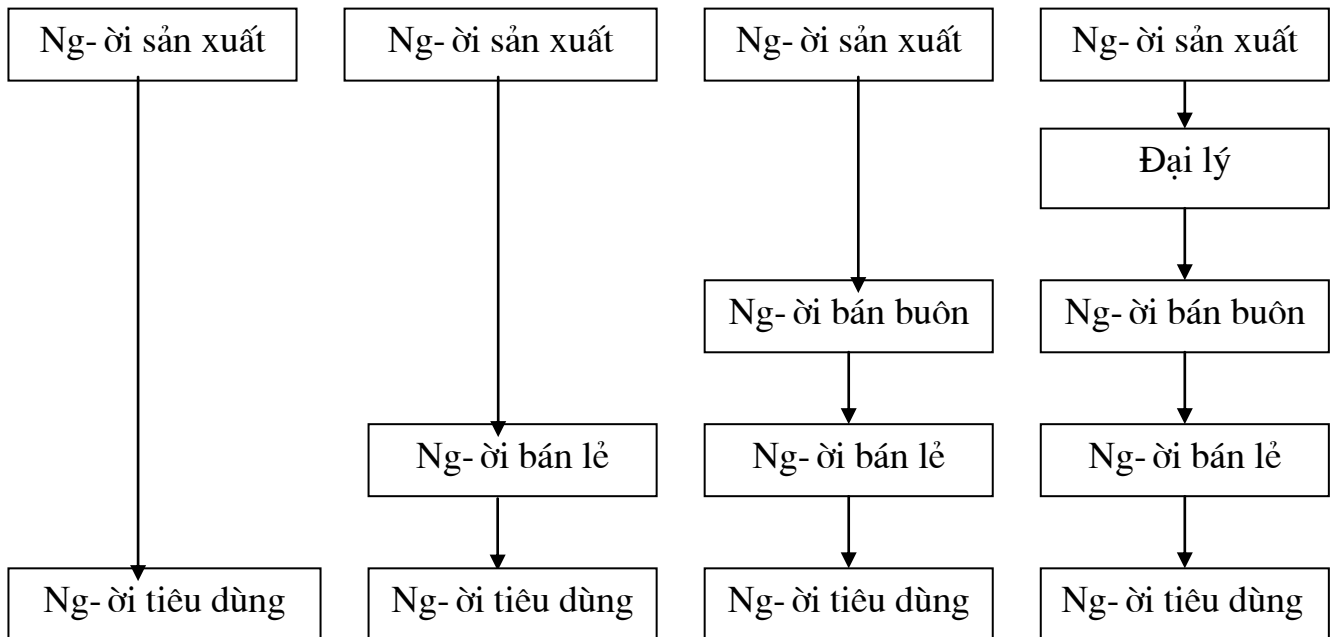 Ng- ời sản xuất
Ng- ời sản xuất
Ng- ời sản xuất
Ng- ời sản xuất
Đại lý
Ng- ời bán buôn
Ng- ời bán buôn
Ng- ời bán lẻ
Ng- ời bán lẻ
Ng- ời bán lẻ
Ng- ời tiêu dùng
Ng- ời tiêu dùng
Ng- ời tiêu dùng
Ng- ời tiêu dùng